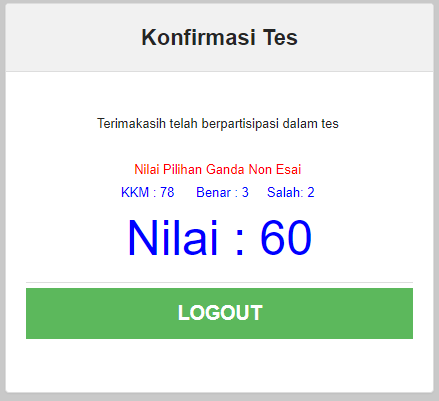 Konfirmasi Tes
Terimakasih telah berpartisipasi dalam tes
Nilai Pilihan Ganda Non Esai
KKM : 78 Benar : 3 Salah: 2
Nilai : 60
LOGOUT